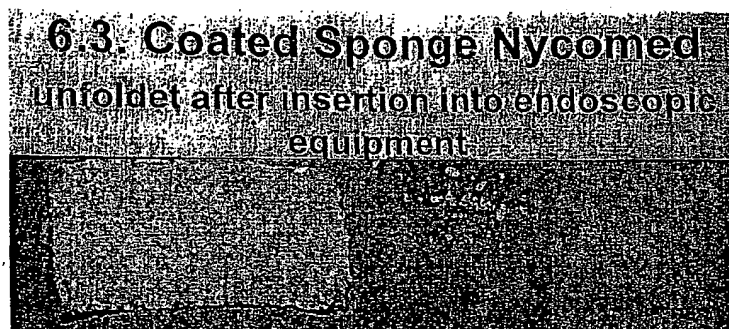 6.3. Coated Sponge Nycomed
unfoldet after insertion into endoscopic
equipment